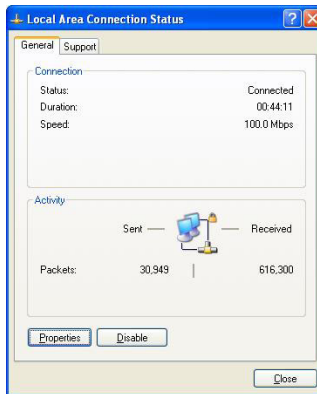 Local Area Connection Status
General Support
Connection
Status: Connected
Duration: 00:44:11
Speed: 100.0 Mbps
Activity
Sent — — Received
Packets: 30,949 | 616,300
Properties Disable
Close